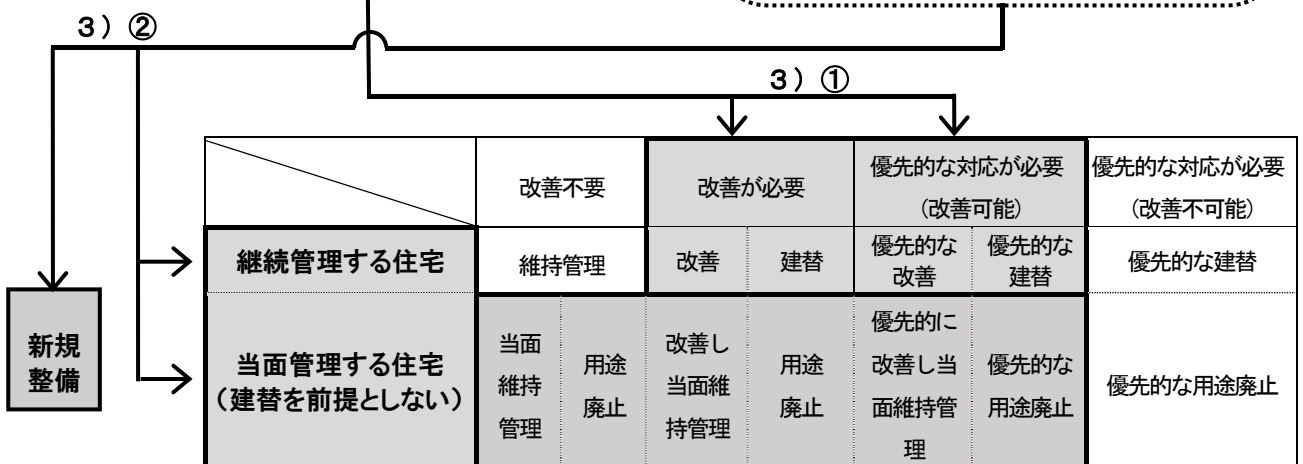 3）②
3）①
改善不要
改善が必要
優先的な対応が必要
（改善可能）
優先的な対応が必要
（改善不可能）
継続管理する住宅
維持管理
改善
建替
優先的な
改善
優先的な
建替
優先的な建替
新規
整備
当面管理する住宅
（建替を前提としない）
当面
維持
管理
用途
廃止
改善し
当面維
持管理
用途
廃止
優先的に
改善し当
面維持管
理
優先的な
用途廃止
優先的な用途廃止